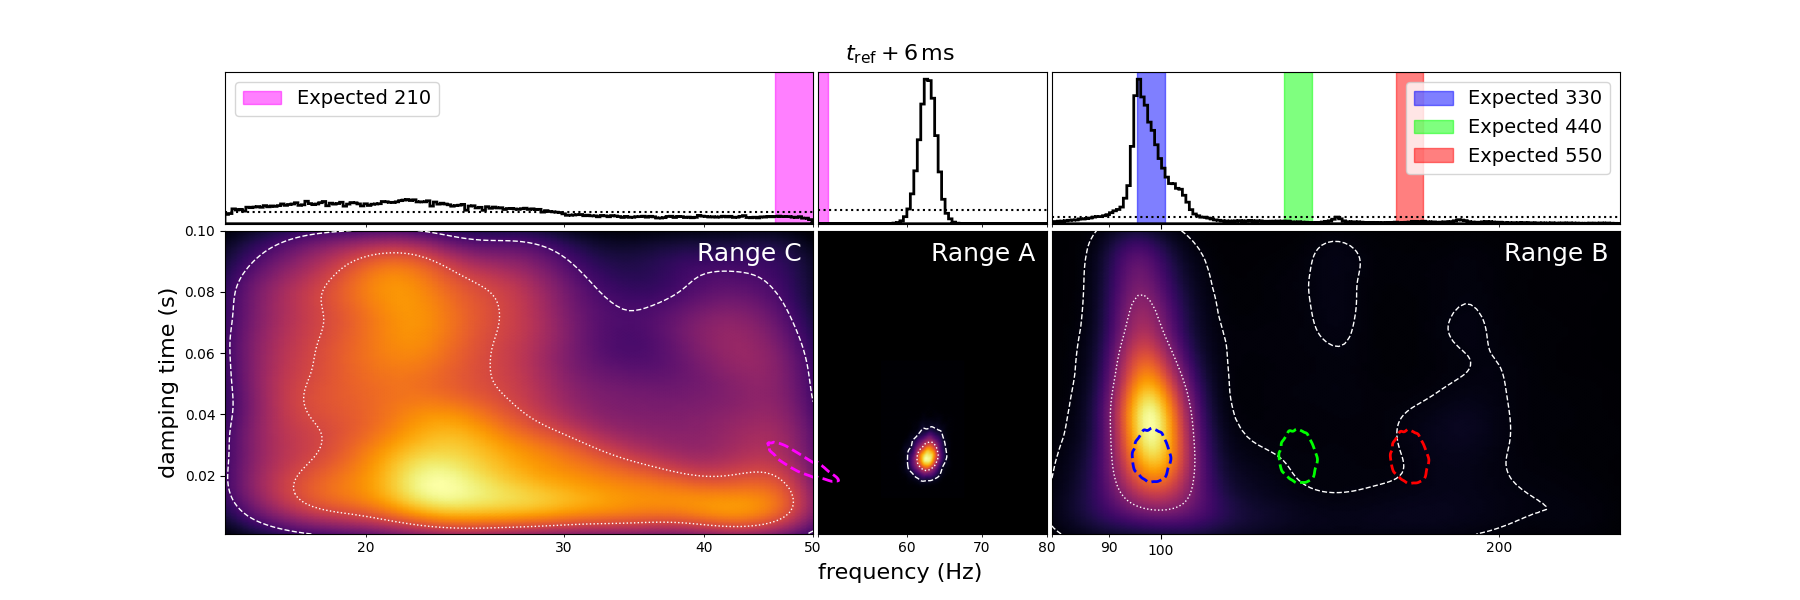 t_ref + 6 ms
Expected 210
Expected 330
Expected 440
Expected 550
Range C
Range A
Range B
damping time (s)
0.10
0.08
0.06
0.04
0.02
20
30
40
50
60
70
80
90
100
200
frequency (Hz)